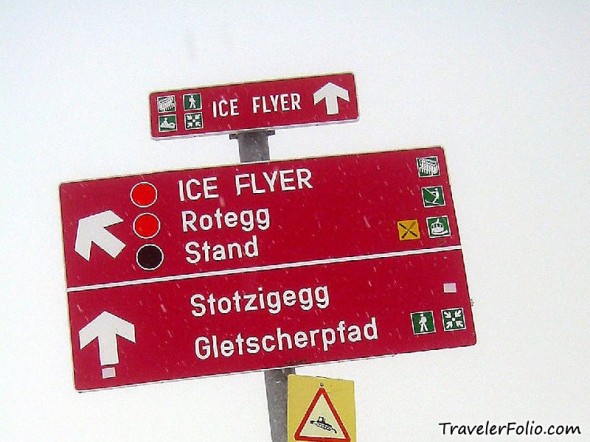 ICE FLYER
ICE FLYER
Rotegg
Stand
Stotzigegg
Gletscherpfad
TravelerFolio.com